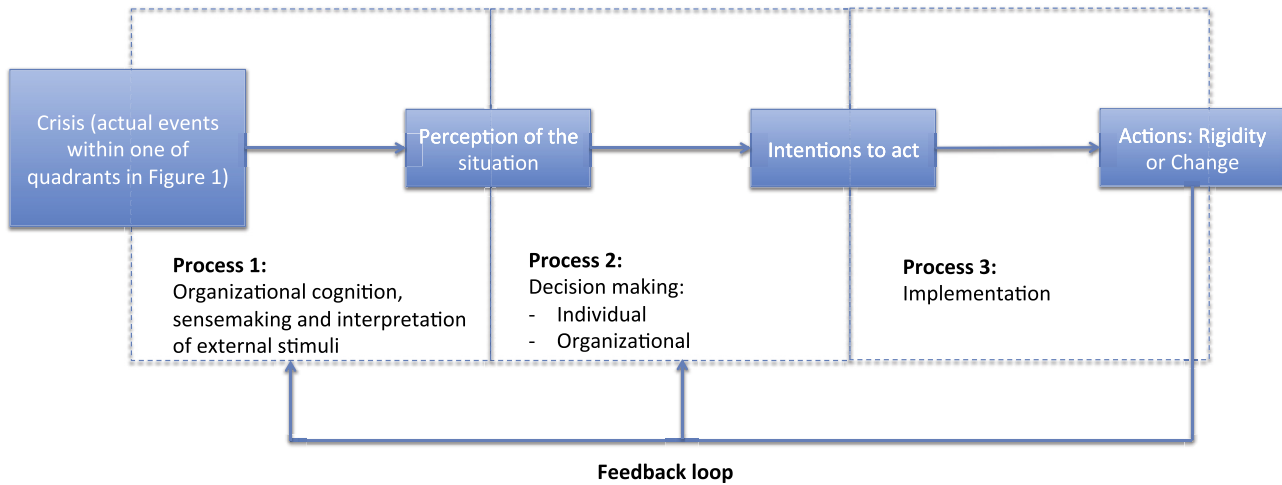 Crisis (actual events
within one of
quadrants in Figure 1)
Perception of the
situation
Intentions to act
Actions: Rigidity
or Change
Process 1:
Organizational cognition,
sensemaking and interpretation
of external stimuli
Process 2:
Decision making:
- Individual
- Organizational
Process 3:
Implementation
Feedback loop